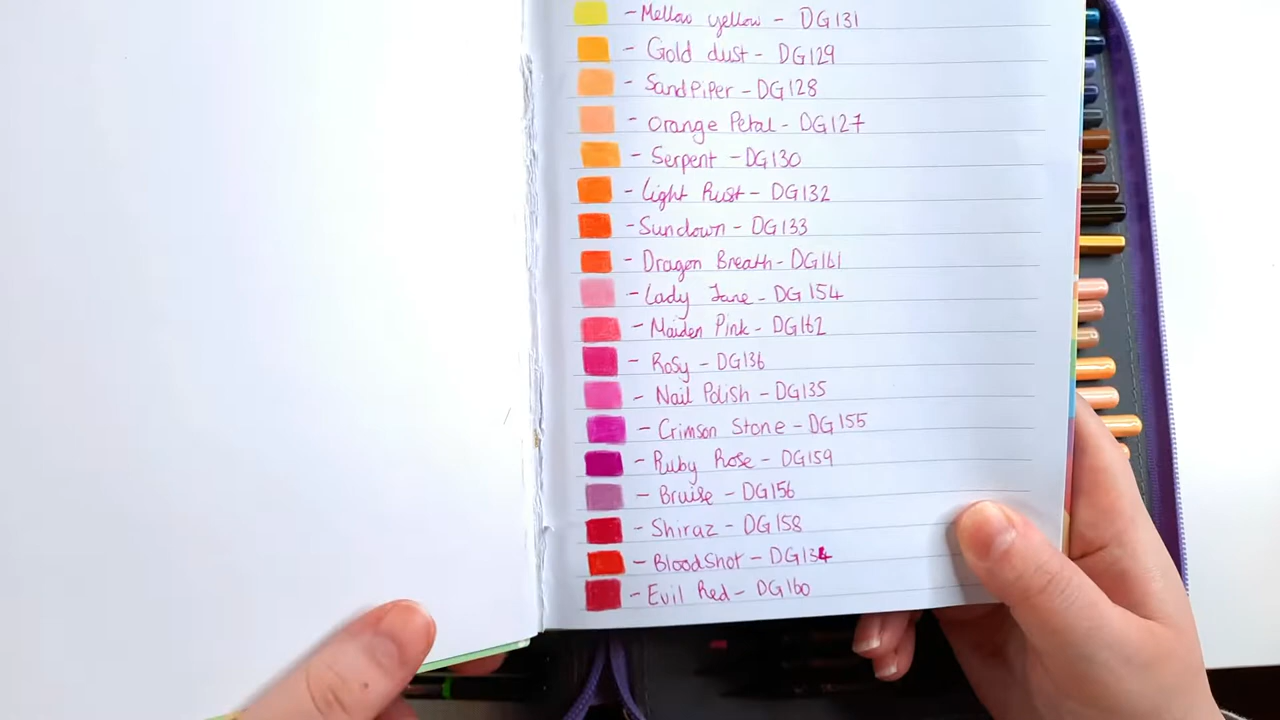 - Mellow yellow - DG131
- Gold dust - DG129
- SandPiper - DG128
- Orange Petal - DG127
- Serpent - DG130
- Light Rust - DG132
- Sundown - DG133
- Dragon Breath - DG161
- Lady Jane - DG154
- Maiden Pink - DG162
- Rosy - DG136
- Nail Polish - DG135
- Crimson Stone - DG155
- Ruby Rose - DG159
- Bruise - DG156
- Shiraz - DG158
- BloodShot - DG134
- Evil Red - DG160